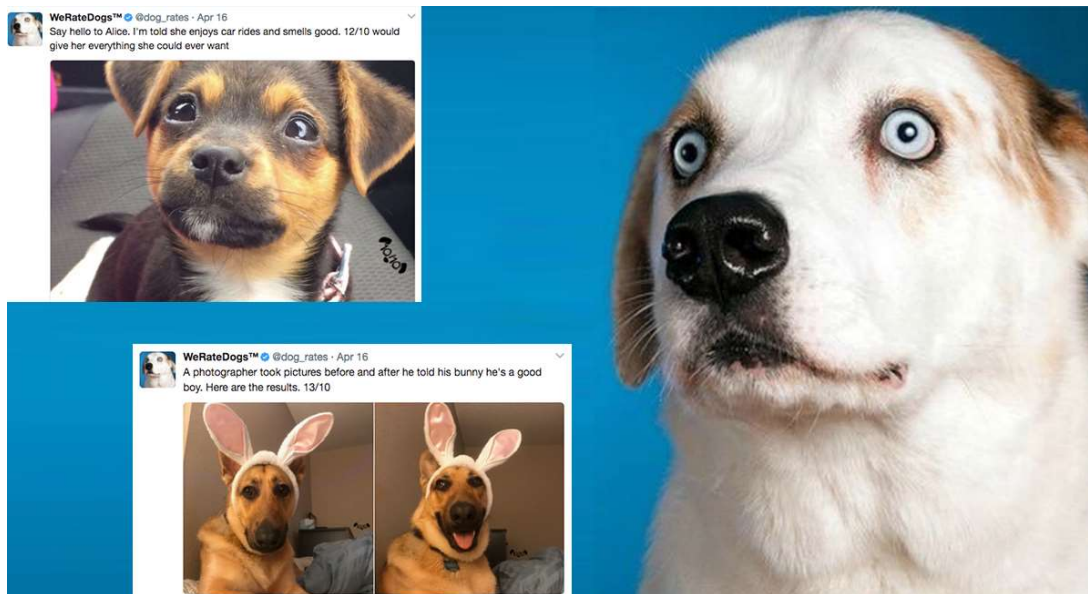 WeRateDogs™ @dog_rates · Apr 16
Say hello to Alice. I'm told she enjoys car rides and smells good. 12/10 would
give her everything she could ever want
10/10
WeRateDogs™ @dog_rates · Apr 16
A photographer took pictures before and after he told his bunny he's a good
boy. Here are the results. 13/10